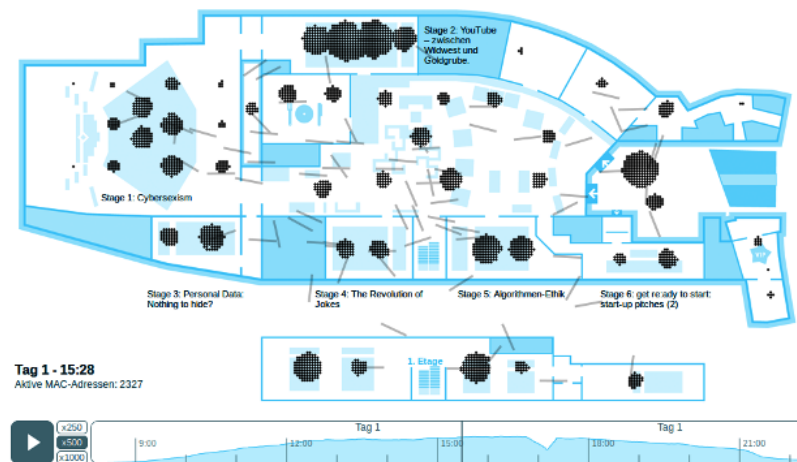 Stage 2: YouTube
– zwischen
Wildwest und
Goldgrube.
Stage 1: Cybersexism
Stage 3: Personal Data:
Nothing to hide?
Stage 4: The Revolution of
Jokes
Stage 5: Algorithmen-Ethik
Stage 6: get ready to start:
start-up pitches (2)
VIP
1. Etage
Tag 1 - 15:28
Aktive MAC-Adressen: 2327
x250
x500
x1000
Tag 1
Tag 1
9:00
12:00
15:00
18:00
21:00